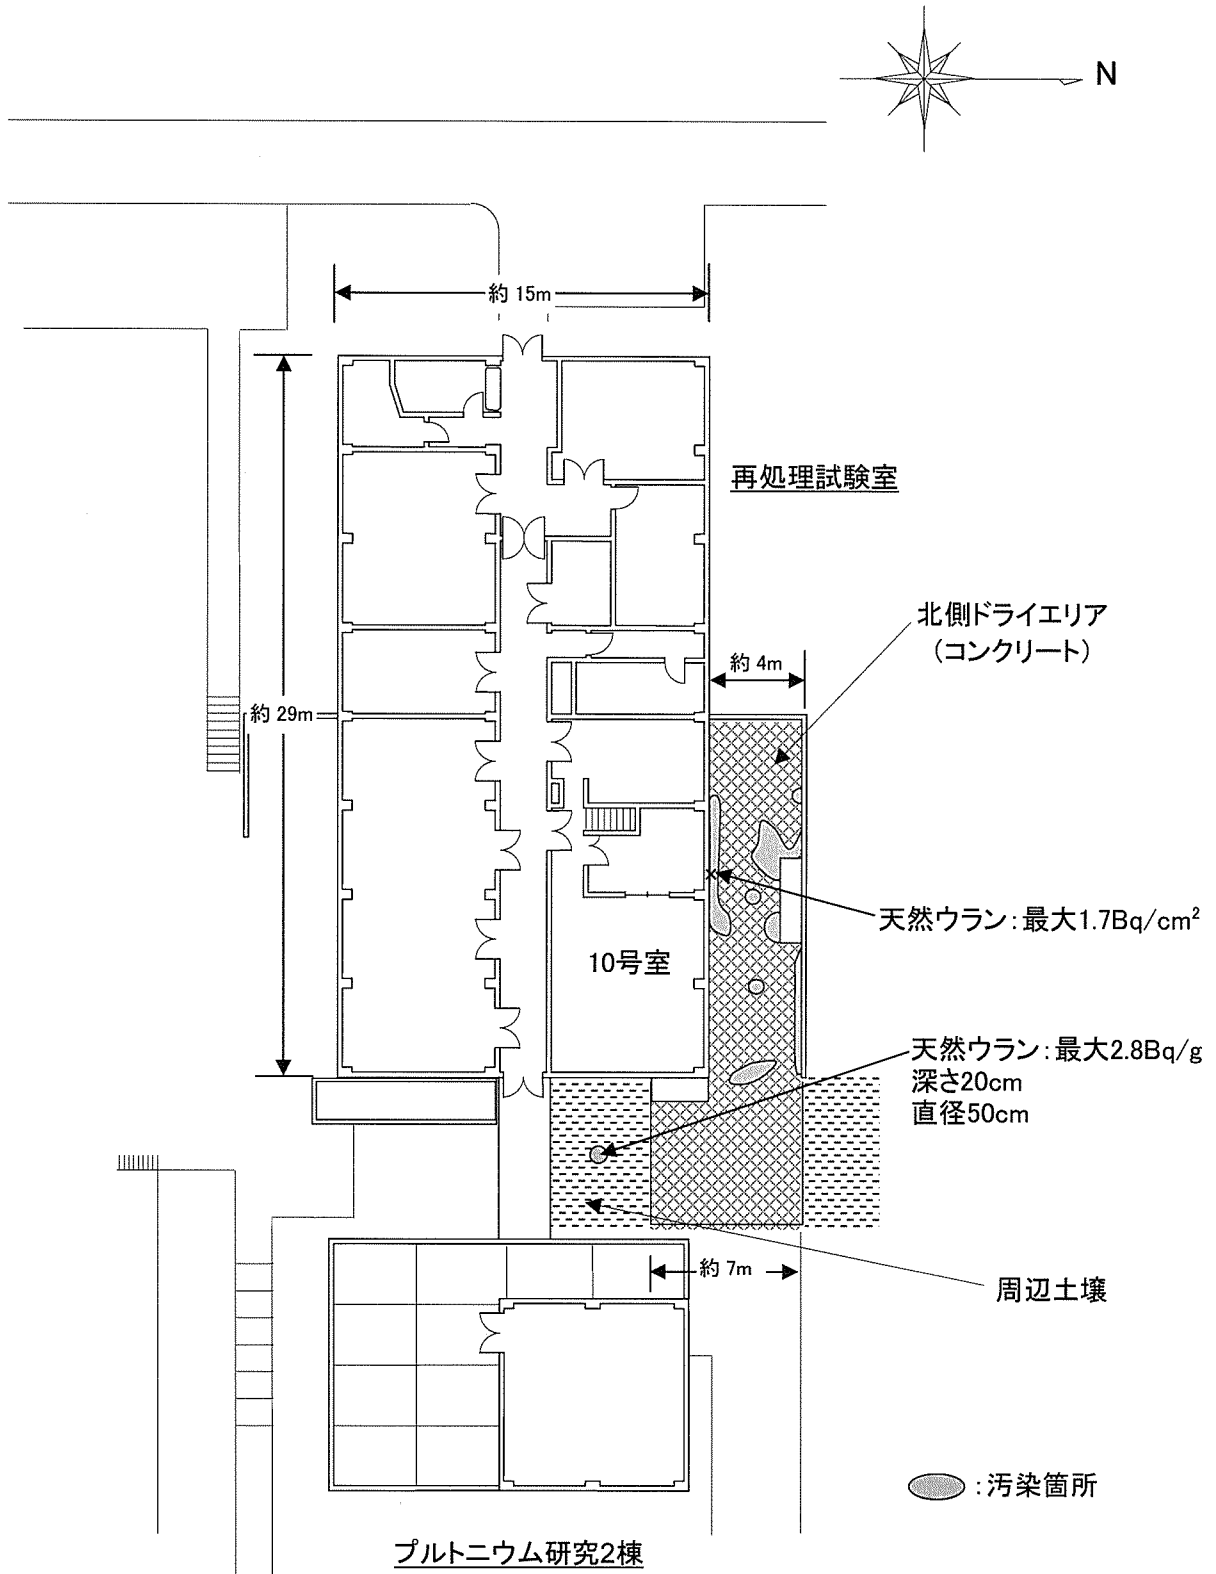 N
約 15m
再処理試験室
北側ドライエリア
（コンクリート）
約 4m
約 29m
天然ウラン：最大1.7Bq/cm²
10号室
天然ウラン：最大2.8Bq/g
深さ20cm
直径50cm
約 7m
周辺土壌
：汚染箇所
プルトニウム研究2棟